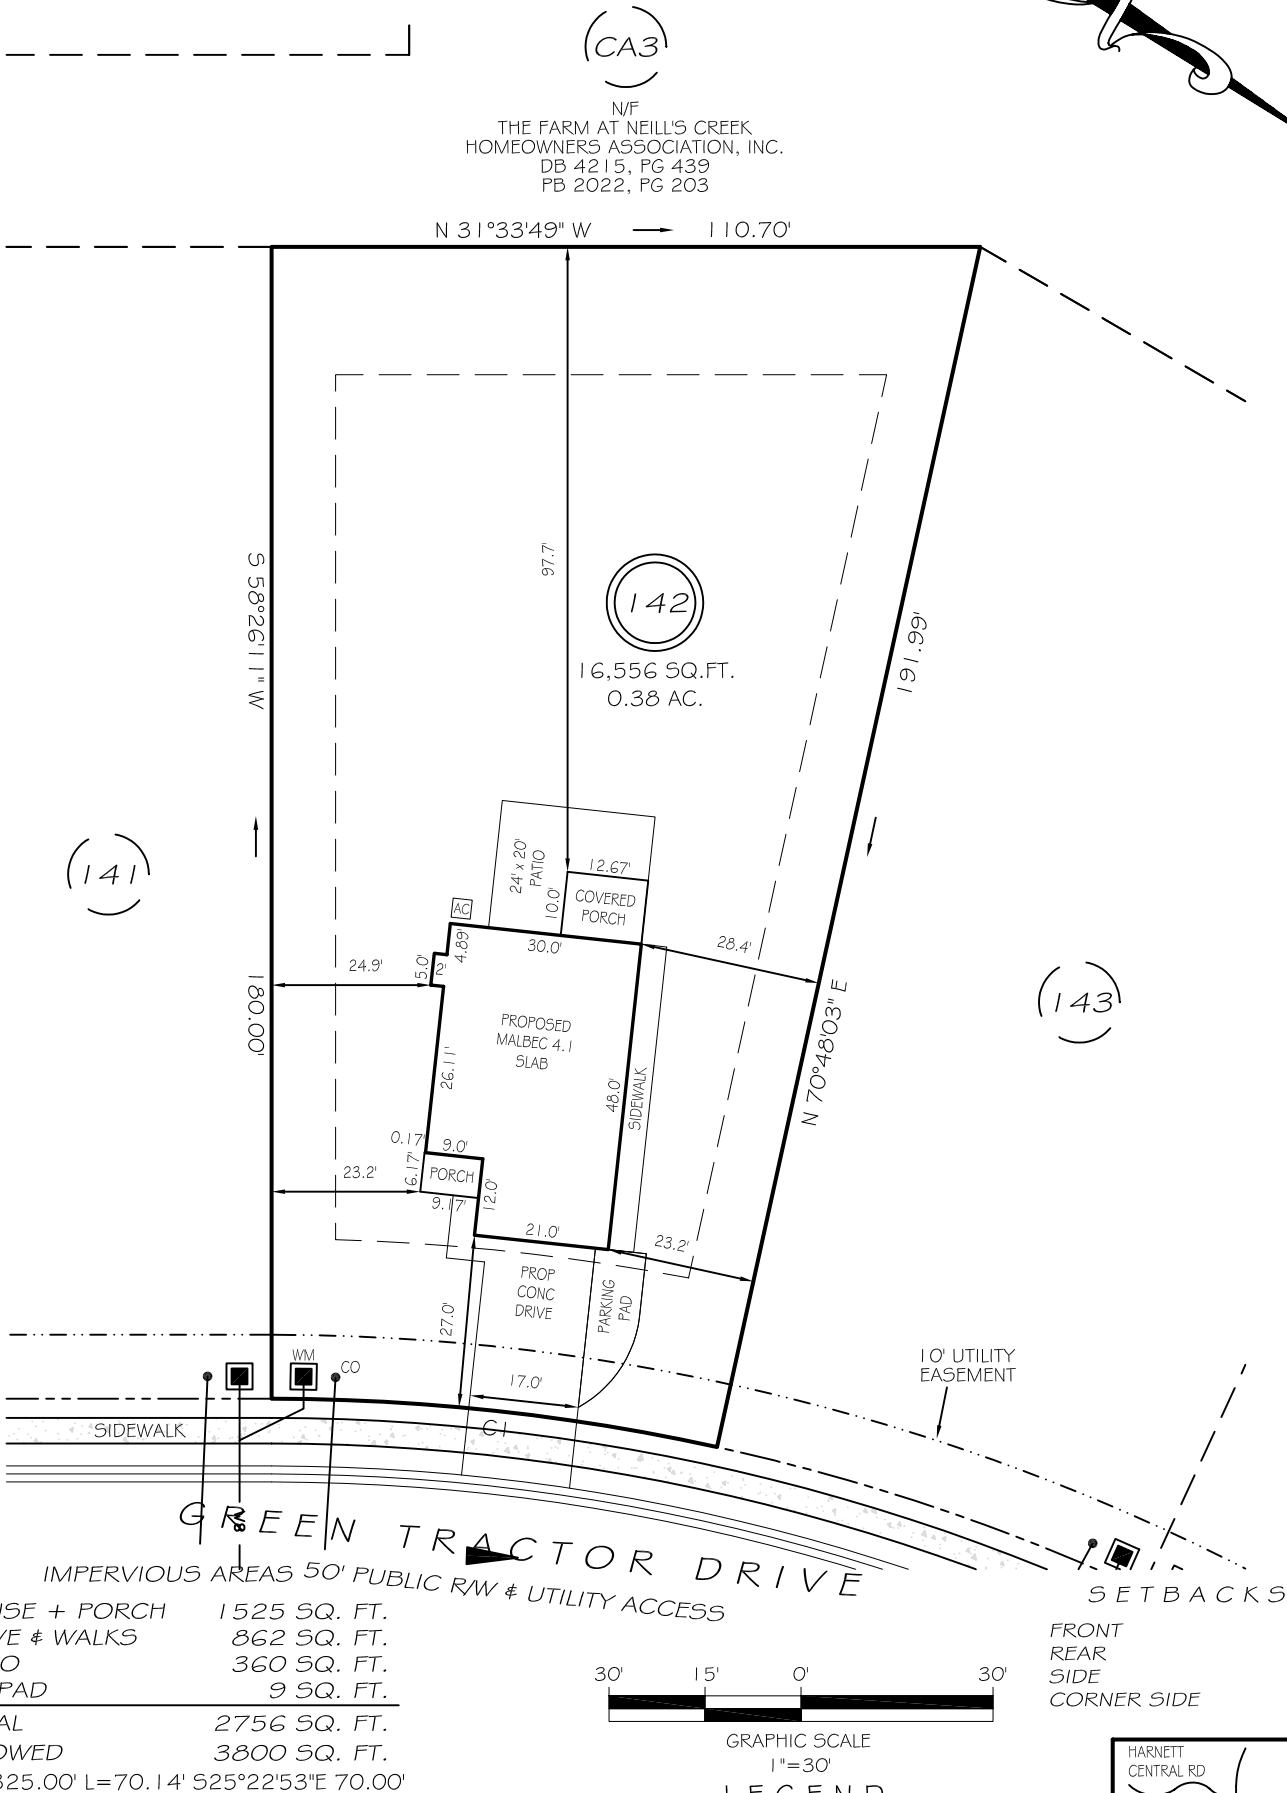 CA3
N/F
THE FARM AT NEILL'S CREEK
HOMEOWNERS ASSOCIATION, INC.
DB 4215, PG 439
PB 2022, PG 203
N 31°33'49" W 110.70'
S 58°26'11" W
180.00'
97.7'
142
16,556 SQ.FT.
0.38 AC.
191.99'
N 70°48'03" E
141
143
24' x 20'
PATIO
12.67'
10.0'
COVERED
PORCH
AC
4.89'
30.0'
28.4'
24.9'
5.0'
2'
PROPOSED
MALBEC 4.1
SLAB
26.11'
48.0'
SIDEWALK
0.17'
9.0'
6.17'
PORCH
23.2'
9.17'
12.0'
21.0'
23.2'
PROP
CONC
DRIVE
PARKING
PAD
27.0'
17.0'
WM
CO
10' UTILITY
EASEMENT
C1
SIDEWALK
GREEN TRACTOR DRIVE
50' PUBLIC R/W & UTILITY ACCESS
IMPERVIOUS AREAS
SE + PORCH 1525 SQ. FT.
VE & WALKS 862 SQ. FT.
O 360 SQ. FT.
PAD 9 SQ. FT.
AL 2756 SQ. FT.
OWED 3800 SQ. FT.
325.00' L=70.14' S25°22'53"E 70.00'
30' 15' 0' 30'
GRAPHIC SCALE
1"=30'
LEGEND
SETBACKS
FRONT
REAR
SIDE
CORNER SIDE
HARNETT
CENTRAL RD